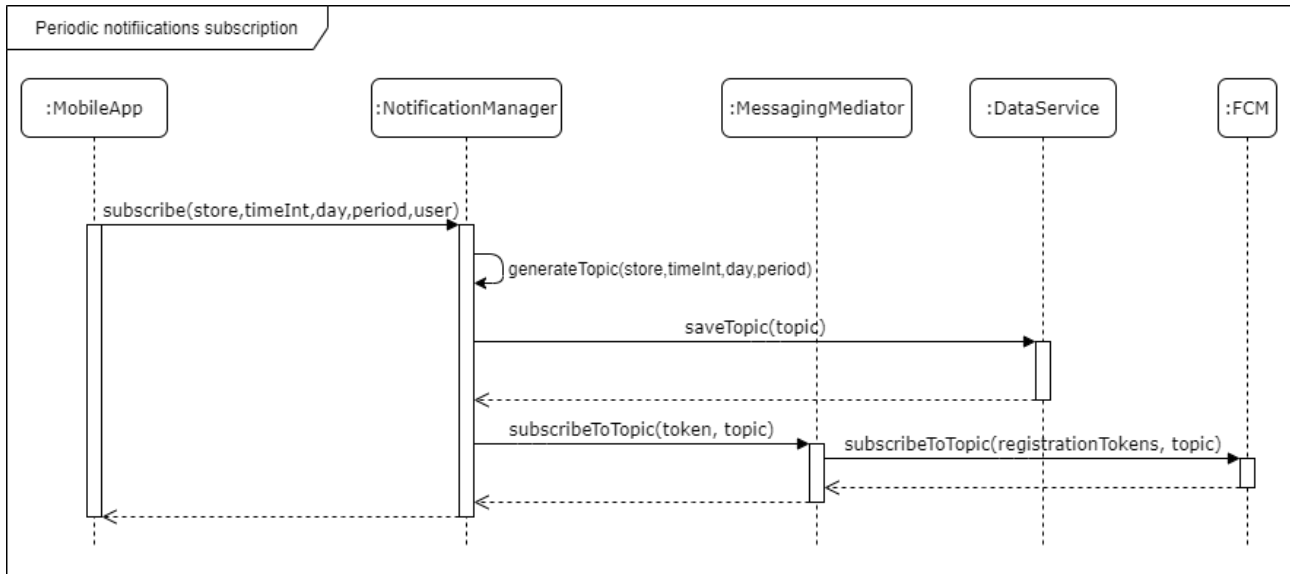 Periodic notifiications subscription
:MobileApp
:NotificationManager
:MessagingMediator
:DataService
:FCM
subscribe(store,timeInt,day,period,user)
generateTopic(store,timeInt,day,period)
saveTopic(topic)
subscribeToTopic(token, topic)
subscribeToTopic(registrationTokens, topic)